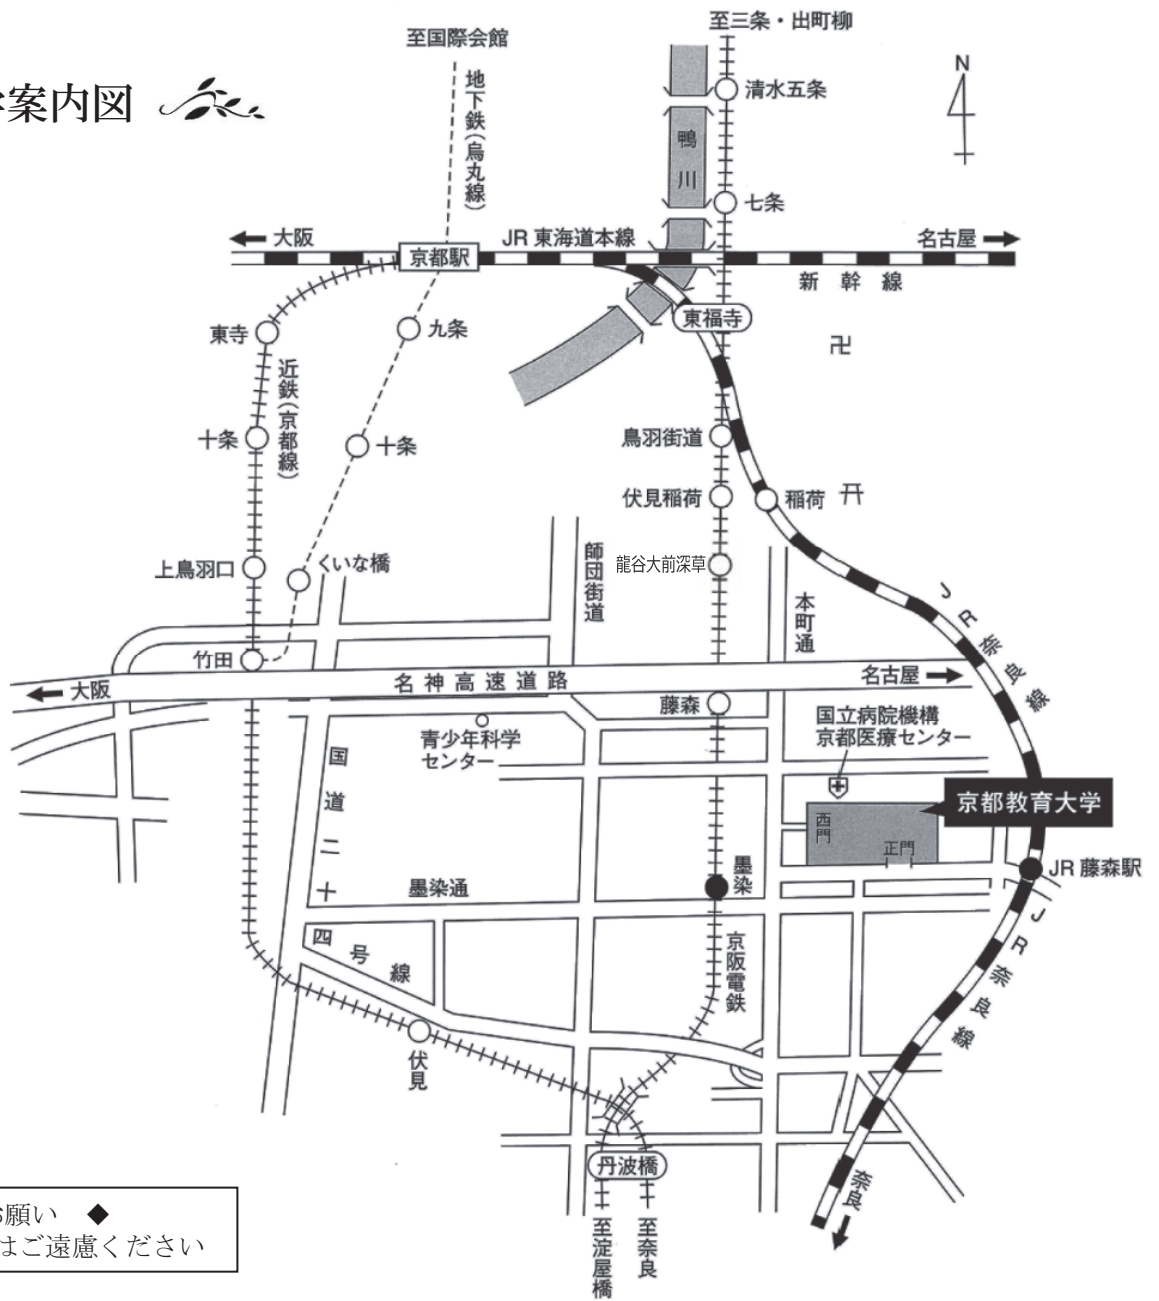 至三条・出町柳
至国際会館
案内図
地下鉄(烏丸線)
清水五条
N
鴨川
七条
大阪
JR 東海道本線
名古屋
京都駅
新幹線
東寺
九条
東福寺
卍
近鉄(京都線)
十条
十条
鳥羽街道
伏見稲荷
稲荷
上鳥羽口
くいな橋
師団街道
龍谷大前深草
本町通
JR奈良線
竹田
大阪
名神高速道路
名古屋
藤森
国立病院機構
京都医療センター
青少年科学
センター
国道二十四号線
京都教育大学
西門
正門
墨染
JR 藤森駅
墨染通
京阪電鉄
JR奈良線
伏見
丹波橋
奈良
至淀屋橋
至奈良
願い ◆
はご遠慮ください